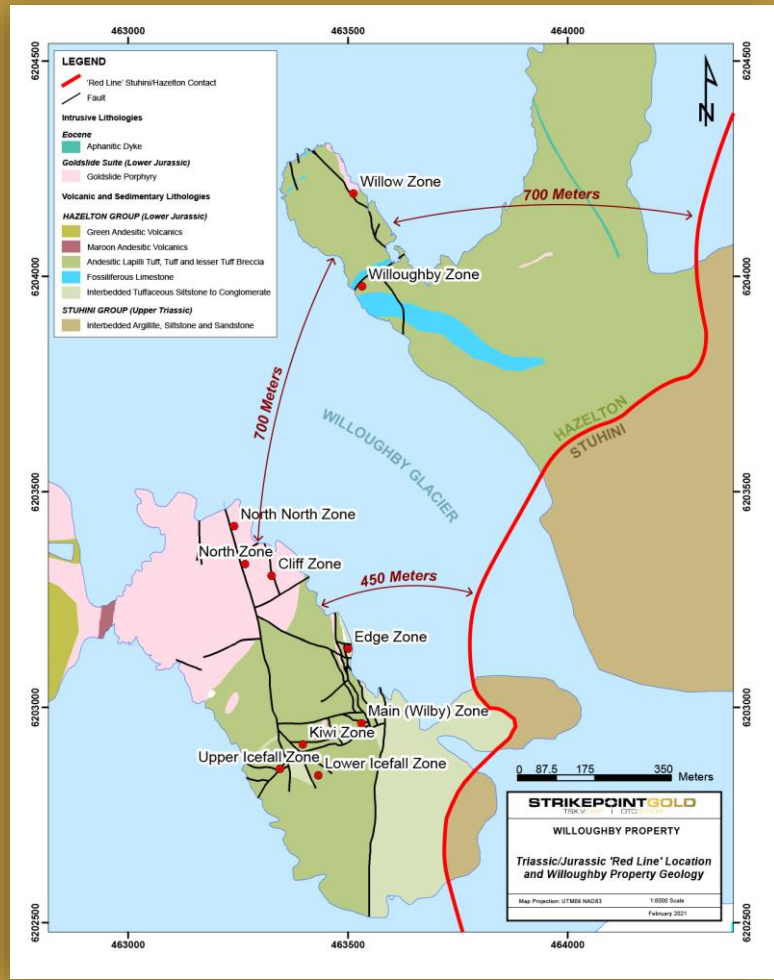 463000
463500
464000
6204500
6204500
LEGEND
'Red Line' Stuhini/Hazelton Contact
Fault
Intrusive Lithologies
Eocene
Aphanitic Dyke
Goldslide Suite (Lower Jurassic)
Goldslide Porphyry
Volcanic and Sedimentary Lithologies
HAZELTON GROUP (Lower Jurassic)
Green Andesitic Volcanics
Maroon Andesitic Volcanics
Andesitic Lapilli Tuff, Tuff and lesser Tuff Breccia
Fossiliferous Limestone
Interbedded Tuffaceous Siltstone to Conglomerate
STUHINI GROUP (Upper Triassic)
Interbedded Argillite, Siltstone and Sandstone
N
Willow Zone
700 Meters
6204000
6204000
Willoughby Zone
700 Meters
HAZELTON
STUHINI
WILLOUGHBY GLACIER
6203500
6203500
North North Zone
North Zone
Cliff Zone
450 Meters
Edge Zone
6203000
6203000
Main (Wilby) Zone
Kiwi Zone
Upper Icefall Zone
Lower Icefall Zone
0 87.5 175 350
Meters
STRIKEPOINTGOLD
WILLOUGHBY PROPERTY
Triassic/Jurassic 'Red Line' Location
and Willoughby Property Geology
Map Projection: UTM09 NAD83
1:8000 Scale
February 2021
6202500
6202500
463000
463500
464000